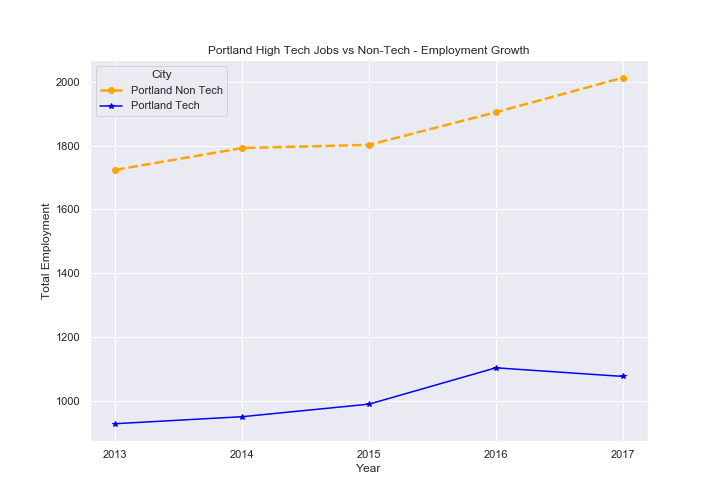 Portland High Tech Jobs vs Non-Tech - Employment Growth
City
Portland Non Tech
Portland Tech
2000
1800
1600
1400
1200
1000
Total Employment
2013 2014 2015 2016 2017
Year